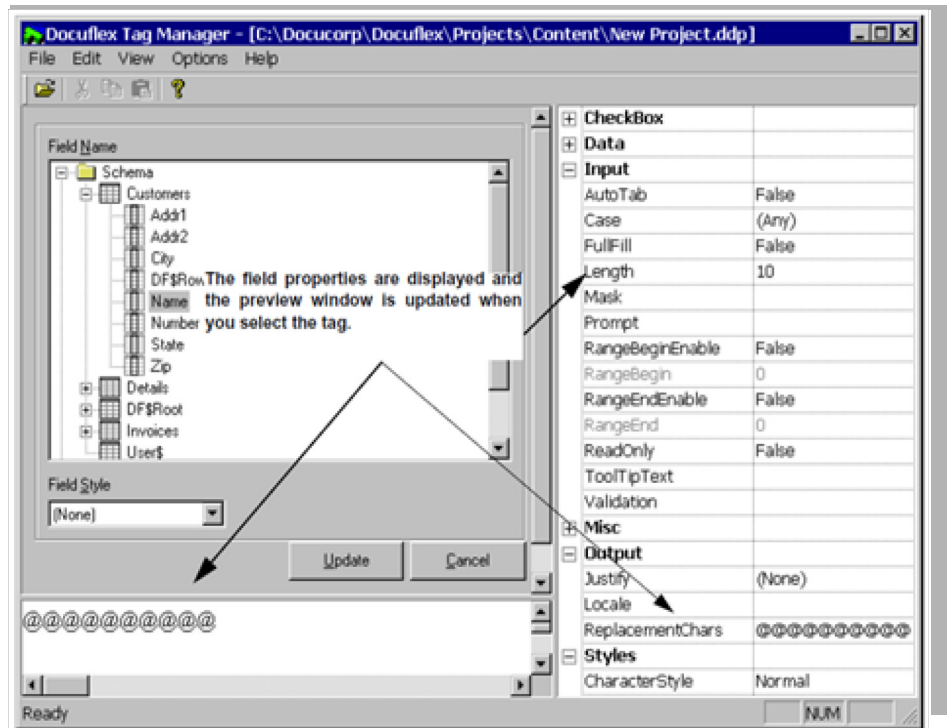 Docuflex Tag Manager - [C:\Docucorp\Docuflex\Projects\Content\New Project.ddp]
File Edit View Options Help
Field Name
Schema
Customers
Addr1
Addr2
City
DF$Row
Name
Number
State
Zip
Details
DF$Root
Invoices
User$
The field properties are displayed and
the preview window is updated when
you select the tag.
Field Style
(None)
Update Cancel
@@@@@@@@@@
CheckBox
Data
Input
AutoTab False
Case (Any)
FullFill False
Length 10
Mask
Prompt
RangeBeginEnable False
RangeBegin 0
RangeEndEnable False
RangeEnd 0
ReadOnly False
ToolTipText
Validation
Misc
Output
Justify (None)
Locale
ReplacementChars @@@@@@@@@@
Styles
CharacterStyle Normal
Ready NUM